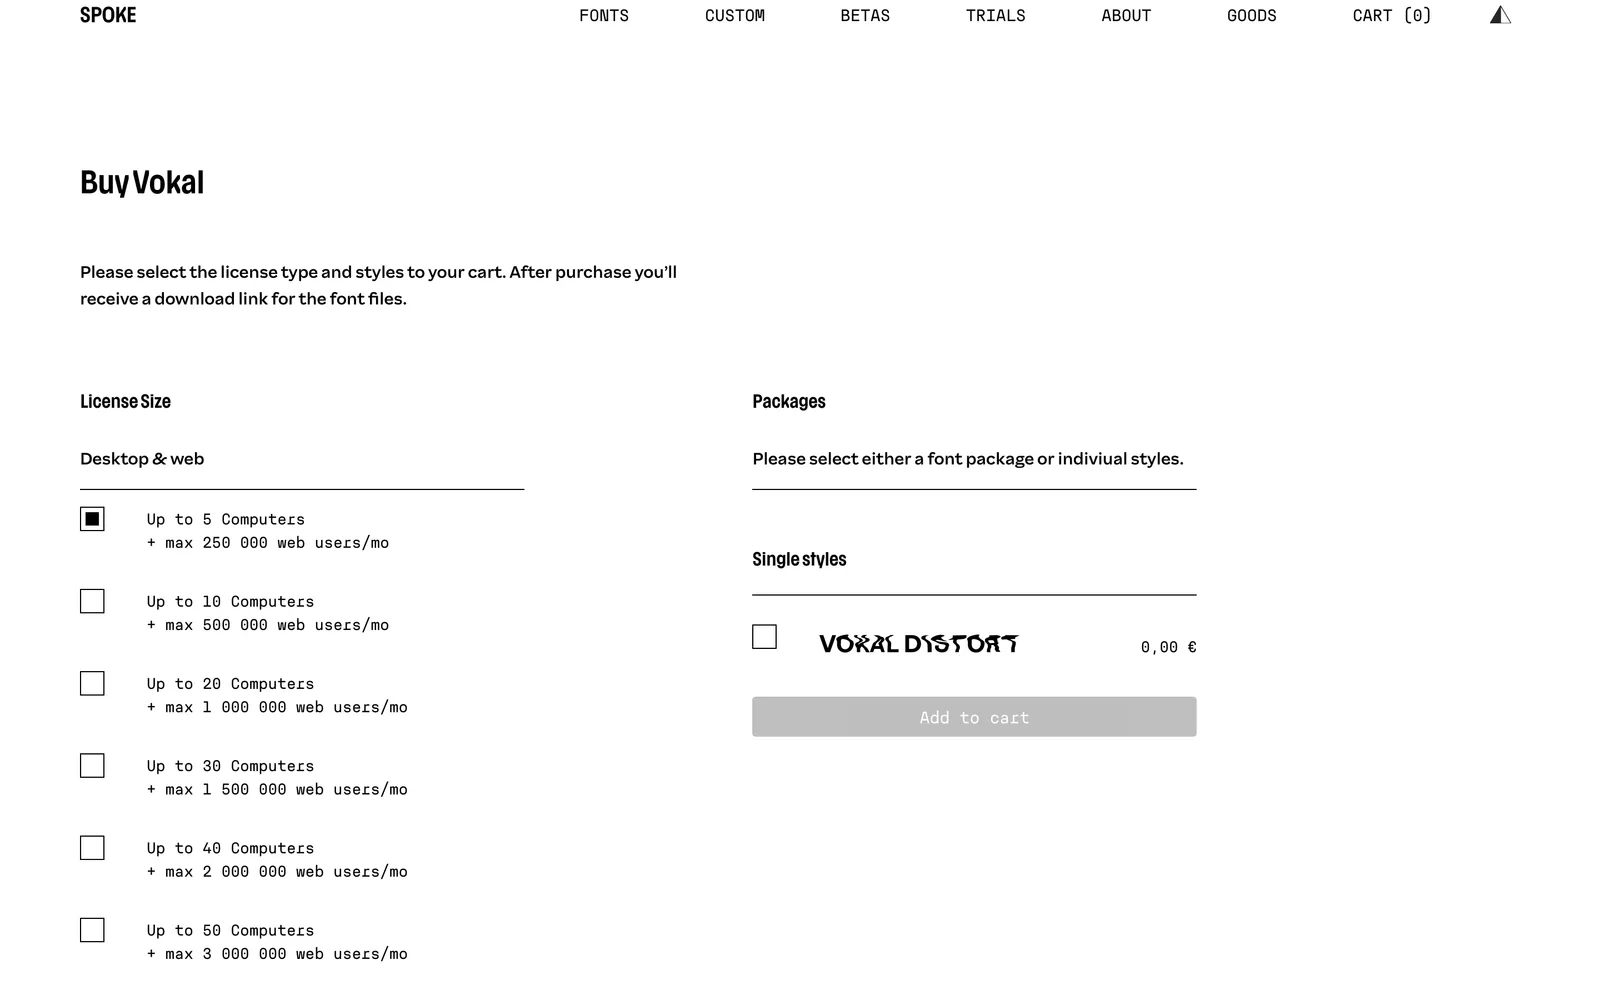 SPOKE
FONTS
CUSTOM
BETAS
TRIALS
ABOUT
GOODS
CART (0)
Buy Vokal
Please select the license type and styles to your cart. After purchase you’ll
receive a download link for the font files.
License Size
Desktop & web
Up to 5 Computers
+ max 250 000 web users/mo
Up to 10 Computers
+ max 500 000 web users/mo
Up to 20 Computers
+ max 1 000 000 web users/mo
Up to 30 Computers
+ max 1 500 000 web users/mo
Up to 40 Computers
+ max 2 000 000 web users/mo
Up to 50 Computers
+ max 3 000 000 web users/mo
Packages
Please select either a font package or indiviual styles.
Single styles
VOKAL DISTORT
0,00 €
Add to cart